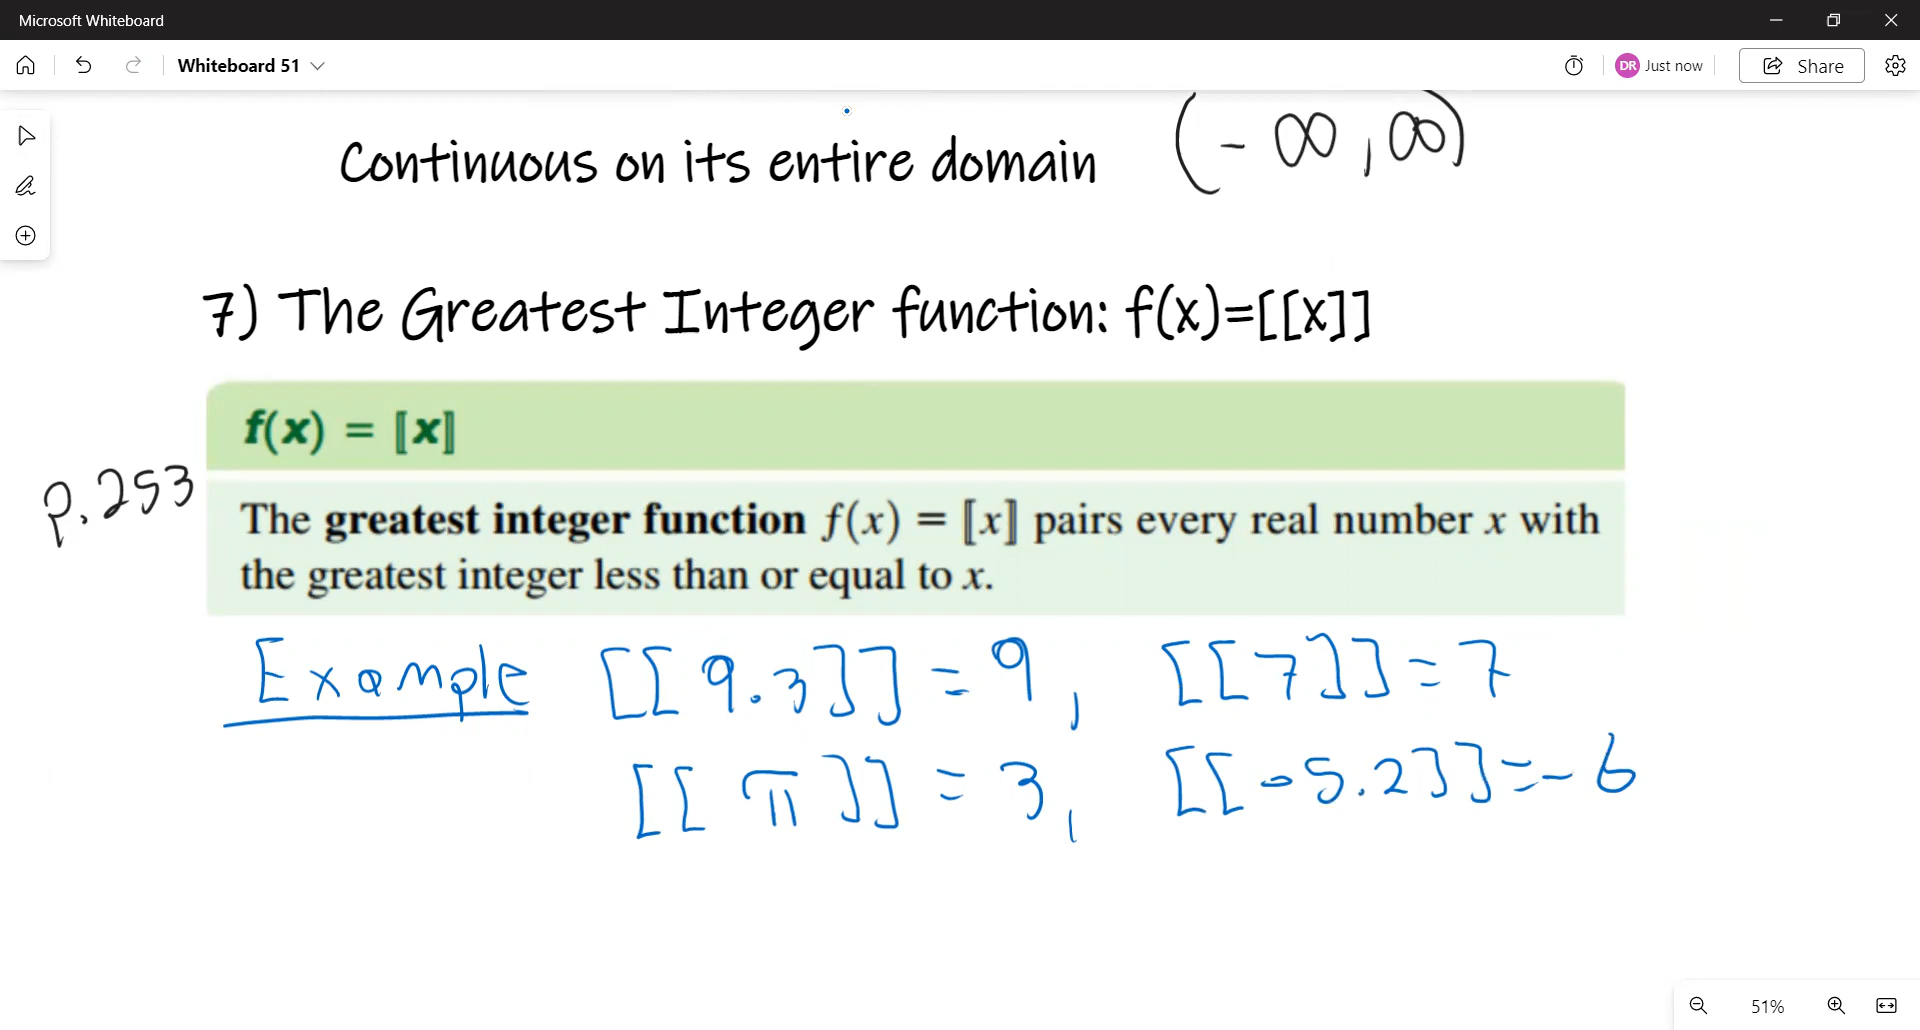 Microsoft Whiteboard
Whiteboard 51
DR Just now
Share
Continuous on its entire domain (-∞,∞)
7) The Greatest Integer function: f(x)=[[x]]
f(x) = ⟦x⟧
p.253
The greatest integer function f(x) = ⟦x⟧ pairs every real number x with
the greatest integer less than or equal to x.
Example [[9.3]] = 9, [[7]] = 7
[[π]] = 3, [[-5.2]] = -6
51%